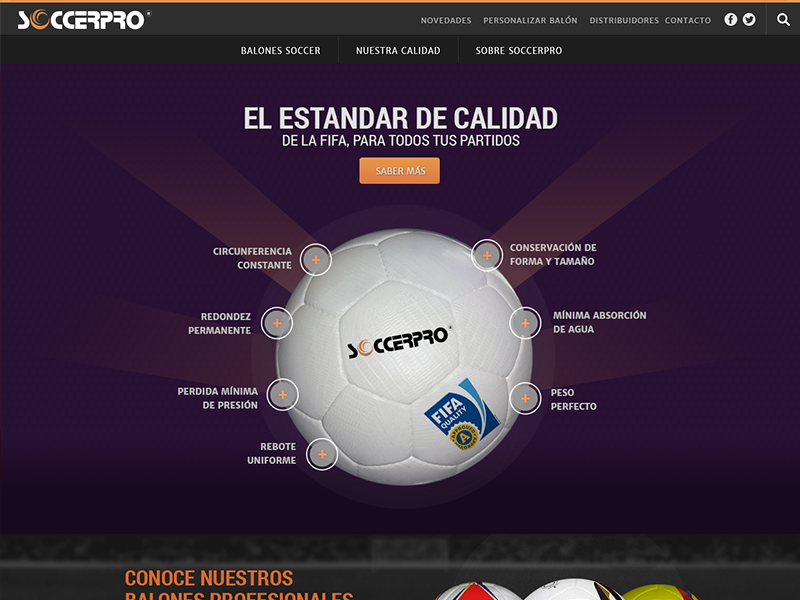 SOCCERPRO
NOVEDADES
PERSONALIZAR BALÓN
DISTRIBUIDORES
CONTACTO
BALONES SOCCER
NUESTRA CALIDAD
SOBRE SOCCERPRO
EL ESTANDAR DE CALIDAD
DE LA FIFA, PARA TODOS TUS PARTIDOS
SABER MÁS
CIRCUNFERENCIA
CONSTANTE
CONSERVACIÓN DE
FORMA Y TAMAÑO
REDONDEZ
PERMANENTE
MÍNIMA ABSORCIÓN
DE AGUA
SOCCERPRO
PERDIDA MÍNIMA
DE PRESIÓN
PESO
PERFECTO
FIFA
QUALITY
APPROVED
A
REBOTE
UNIFORME
CONOCE NUESTROS
BALONES PROFESIONALES